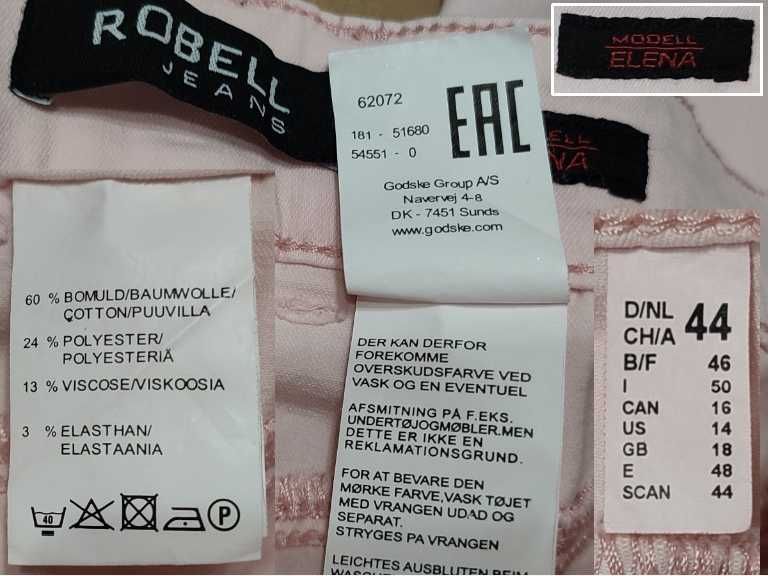 ROBELL
JEANS
62072
EAC
181 - 51680
54551 - 0
Godske Group A/S
Navervej 4-8
DK - 7451 Sunds
www.godske.com
MODELL
ELENA
ELL
NA
60 % BOMULD/BAUMWOLLE/
COTTON/PUUVILLA
24 % POLYESTER/
POLYESTERIÄ
13 % VISCOSE/VISKOOSIA
3 % ELASTHAN/
ELASTAANIA
40
P
DER KAN DERFOR
FOREKOMME
OVERSKUDSFARVE VED
VASK OG EN EVENTUEL
AFSMITNING PÅ F.EKS.
UNDERTØJOGMØBLER.MEN
DETTE ER IKKE EN
REKLAMATIONSGRUND.
FOR AT BEVARE DEN
MØRKE FARVE,VASK TØJET
MED VRANGEN UDAD OG
SEPARAT.
STRYGES PÅ VRANGEN
LEICHTES AUSBLUTEN BEIM
D/NL
CH/A 44
B/F 46
I 50
CAN 16
US 14
GB 18
E 48
SCAN 44